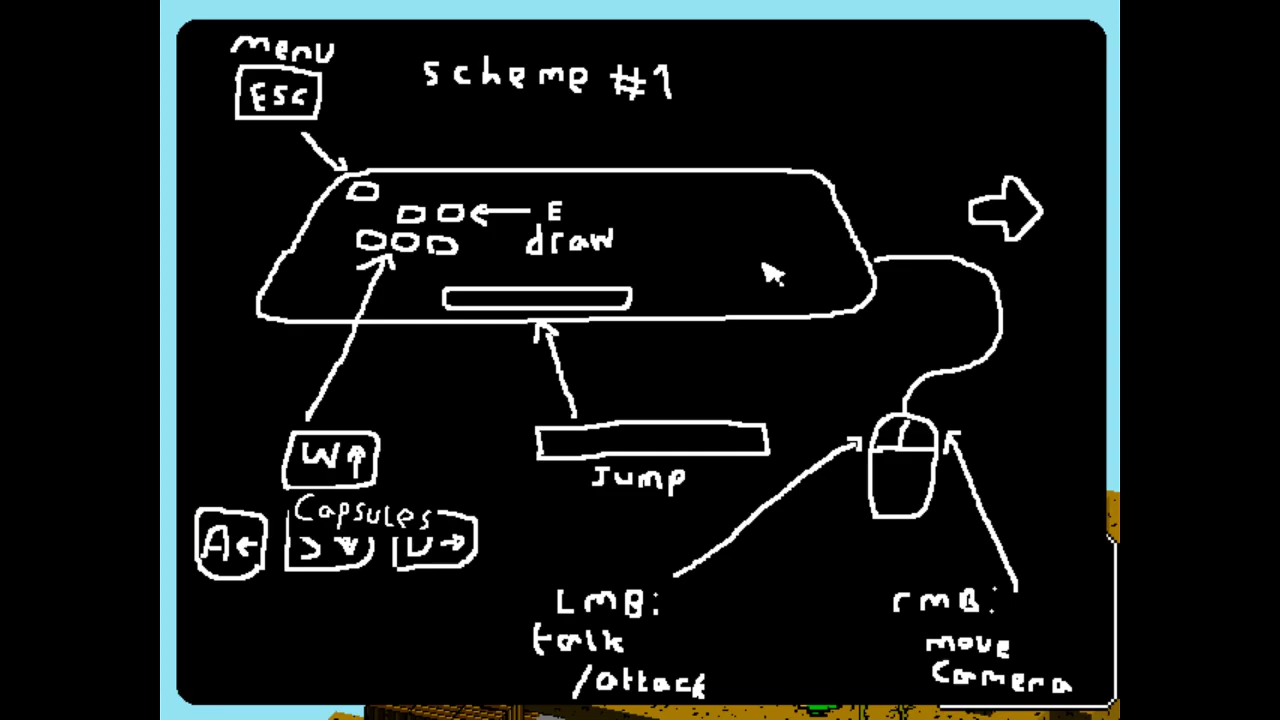 menu
Esc
scheme #1
E
draw
W↑
Capsules
A←
Jump
LMB:
talk
/attack
rmB:
move
Camera